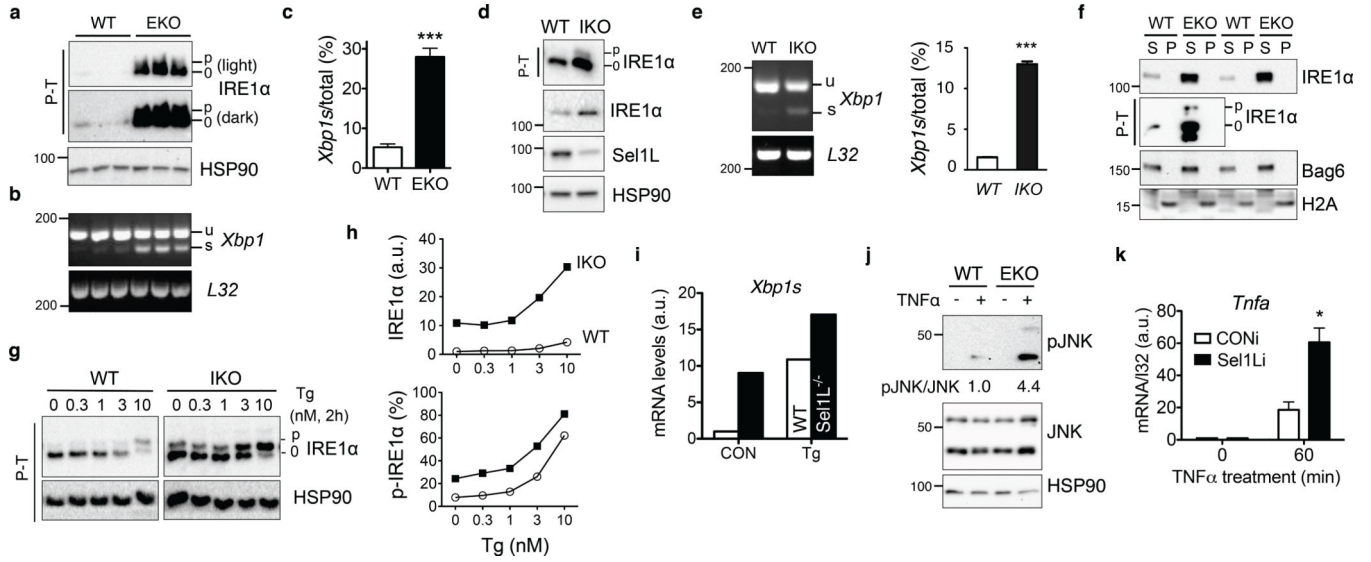 a
WT EKO
P-T
p (light)
0
IRE1α
p
0 (dark)
100
HSP90
b
200
u
s
Xbp1
L32
200
c
Xbp1s/total (%)
***
30
20
10
0
WT EKO
d
WT IKO
P-T
p
0
IRE1α
IRE1α
100
100
Sel1L
100
HSP90
e
WT IKO
200
u
s
Xbp1
L32
200
Xbp1s/total (%)
***
15
12
9
6
3
0
WT IKO
f
WT EKO WT EKO
S P S P S P S P
IRE1α
100
P-T
p
0
IRE1α
150
Bag6
15
H2A
g
WT IKO Tg
0 0.3 1 3 10 0 0.3 1 3 10 (nM, 2h)
P-T
p
0
IRE1α
HSP90
h
IRE1α (a.u.)
40
30
20
10
0
IKO
WT
0 0.3 1 3 10
p-IRE1α (%)
100
80
60
40
20
0
0 0.3 1 3 10
Tg (nM)
i
Xbp1s
mRNA levels (a.u.)
20
15
10
5
0
WT
Sel1L-/-
CON Tg
j
WT EKO
TNFα - + - +
50
pJNK
pJNK/JNK 1.0 4.4
50
JNK
100
HSP90
k
Tnfa
mRNA/l32 (a.u.)
80
60
40
20
0
CONi
Sel1Li
*
0 60
TNFα treatment (min)